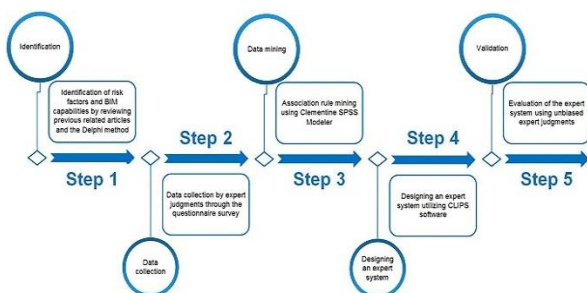 Identification
Identification of risk
factors and BIM
capabilities by reviewing
previous related articles
and the Delphi method
Step 1
Step 2
Data collection by expert
judgments through the
questionnaire survey
Data
collection
Data mining
Association rule mining
using Clementine SPSS
Modeler
Step 3
Step 4
Designing an expert
system utilizing CLIPS
software
Designing
an expert
system
Validation
Evaluation of the expert
system using unbiased
expert judgments
Step 5